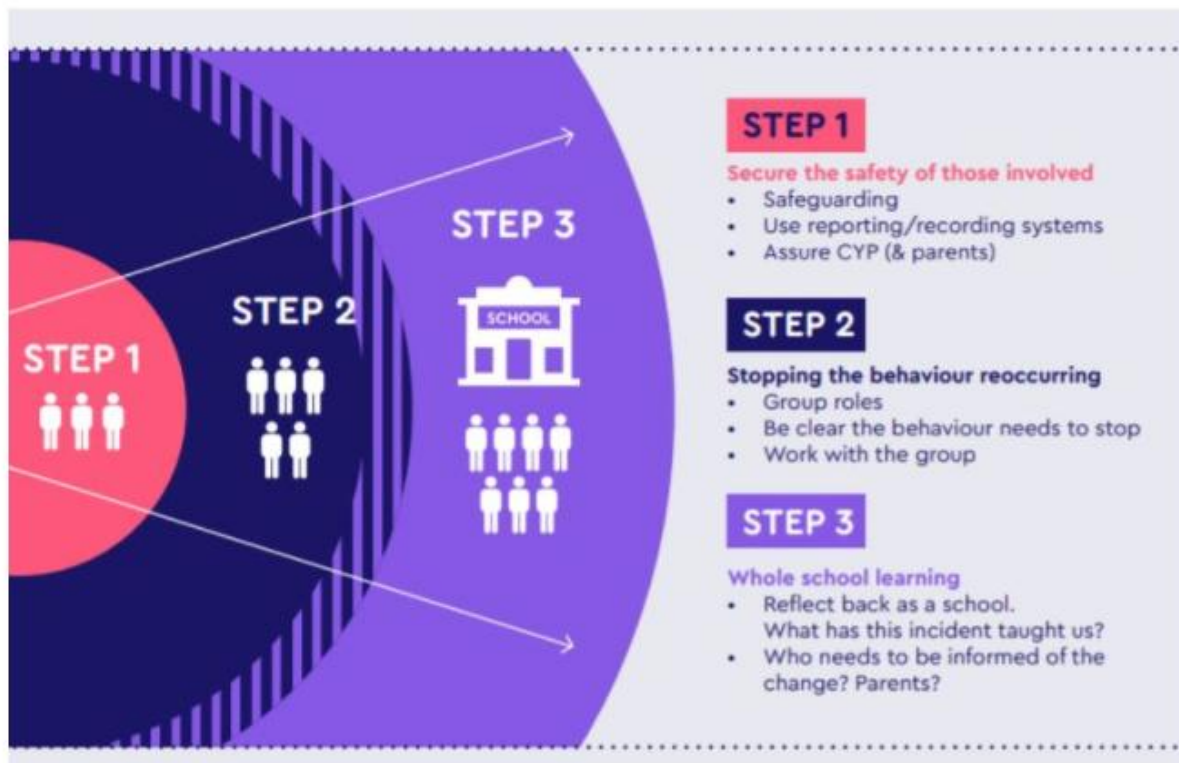 STEP 1
STEP 2
STEP 3
SCHOOL
STEP 1
Secure the safety of those involved
• Safeguarding
• Use reporting/recording systems
• Assure CYP (& parents)
STEP 2
Stopping the behaviour reoccurring
• Group roles
• Be clear the behaviour needs to stop
• Work with the group
STEP 3
Whole school learning
• Reflect back as a school.
What has this incident taught us?
• Who needs to be informed of the
change? Parents?